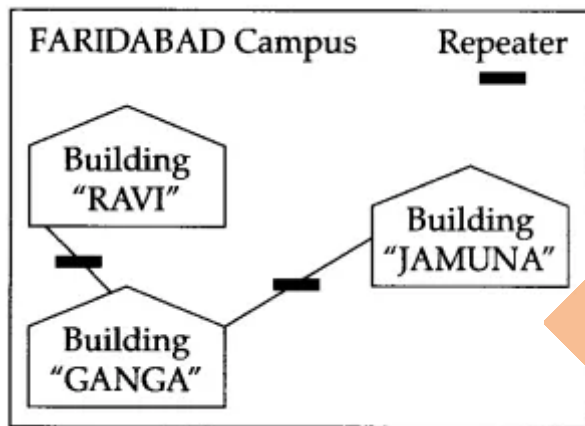 FARIDABAD Campus
Repeater
Building
“RAVI”
Building
“JAMUNA”
Building
“GANGA”